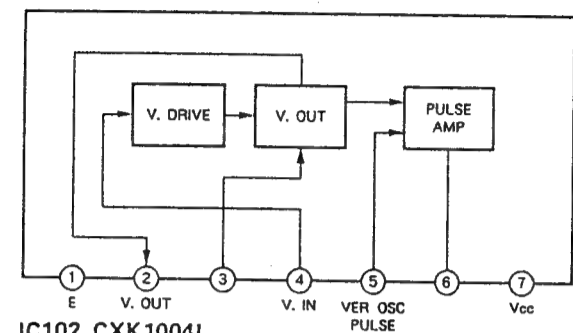 V. DRIVE
V. OUT
PULSE
AMP
1 2 3 4 5 6 7
E V. OUT V. IN VER OSC Vcc
PULSE
IC102 CXK1004L